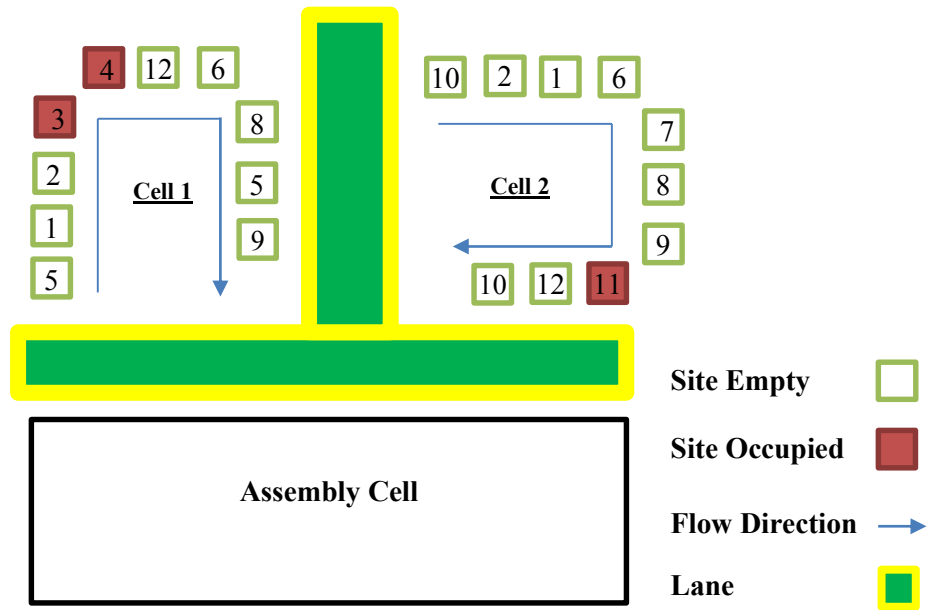 4 12 6
3
8
2
5
1
9
5
Cell 1
10 2 1 6
7
8
9
10 12 11
Cell 2
Assembly Cell
Site Empty
Site Occupied
Flow Direction
Lane